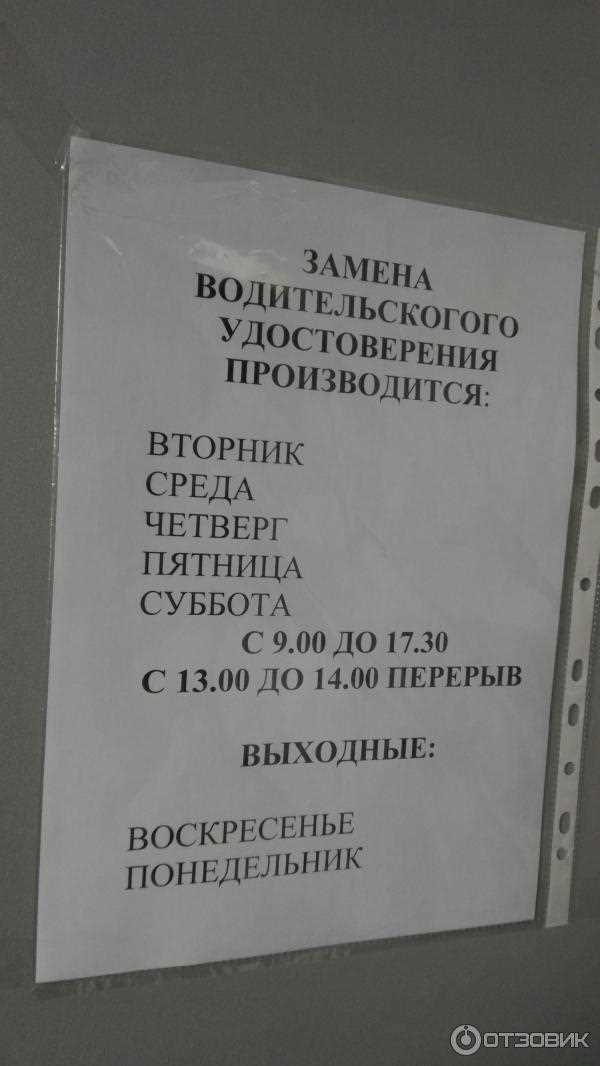 ЗАМЕНА
ВОДИТЕЛЬСКОГОГО
УДОСТОВЕРЕНИЯ
ПРОИЗВОДИТСЯ:
ВТОРНИК
СРЕДА
ЧЕТВЕРГ
ПЯТНИЦА
СУББОТА
С 9.00 ДО 17.30
С 13.00 ДО 14.00 ПЕРЕРЫВ
ВЫХОДНЫЕ:
ВОСКРЕСЕНЬЕ
ПОНЕДЕЛЬНИК
ОТЗОВИК